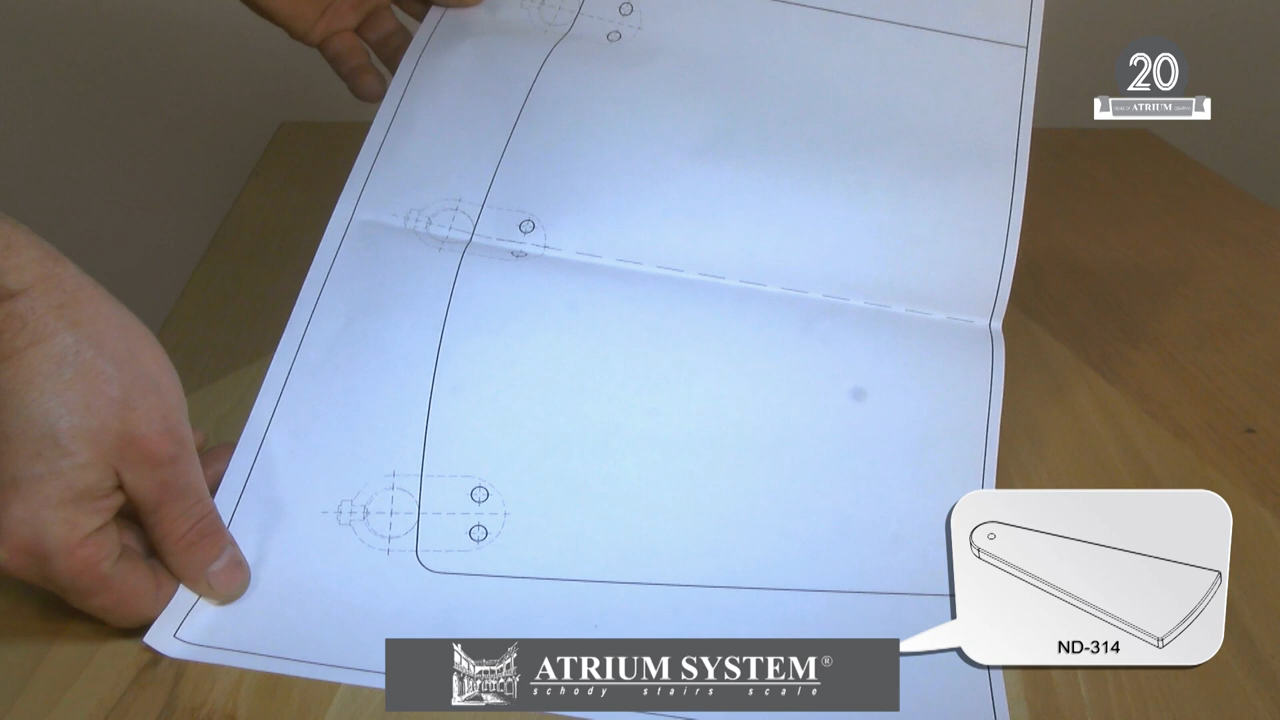 20
ATRIUM
ND-314
ATRIUM SYSTEM®
schody stairs scale